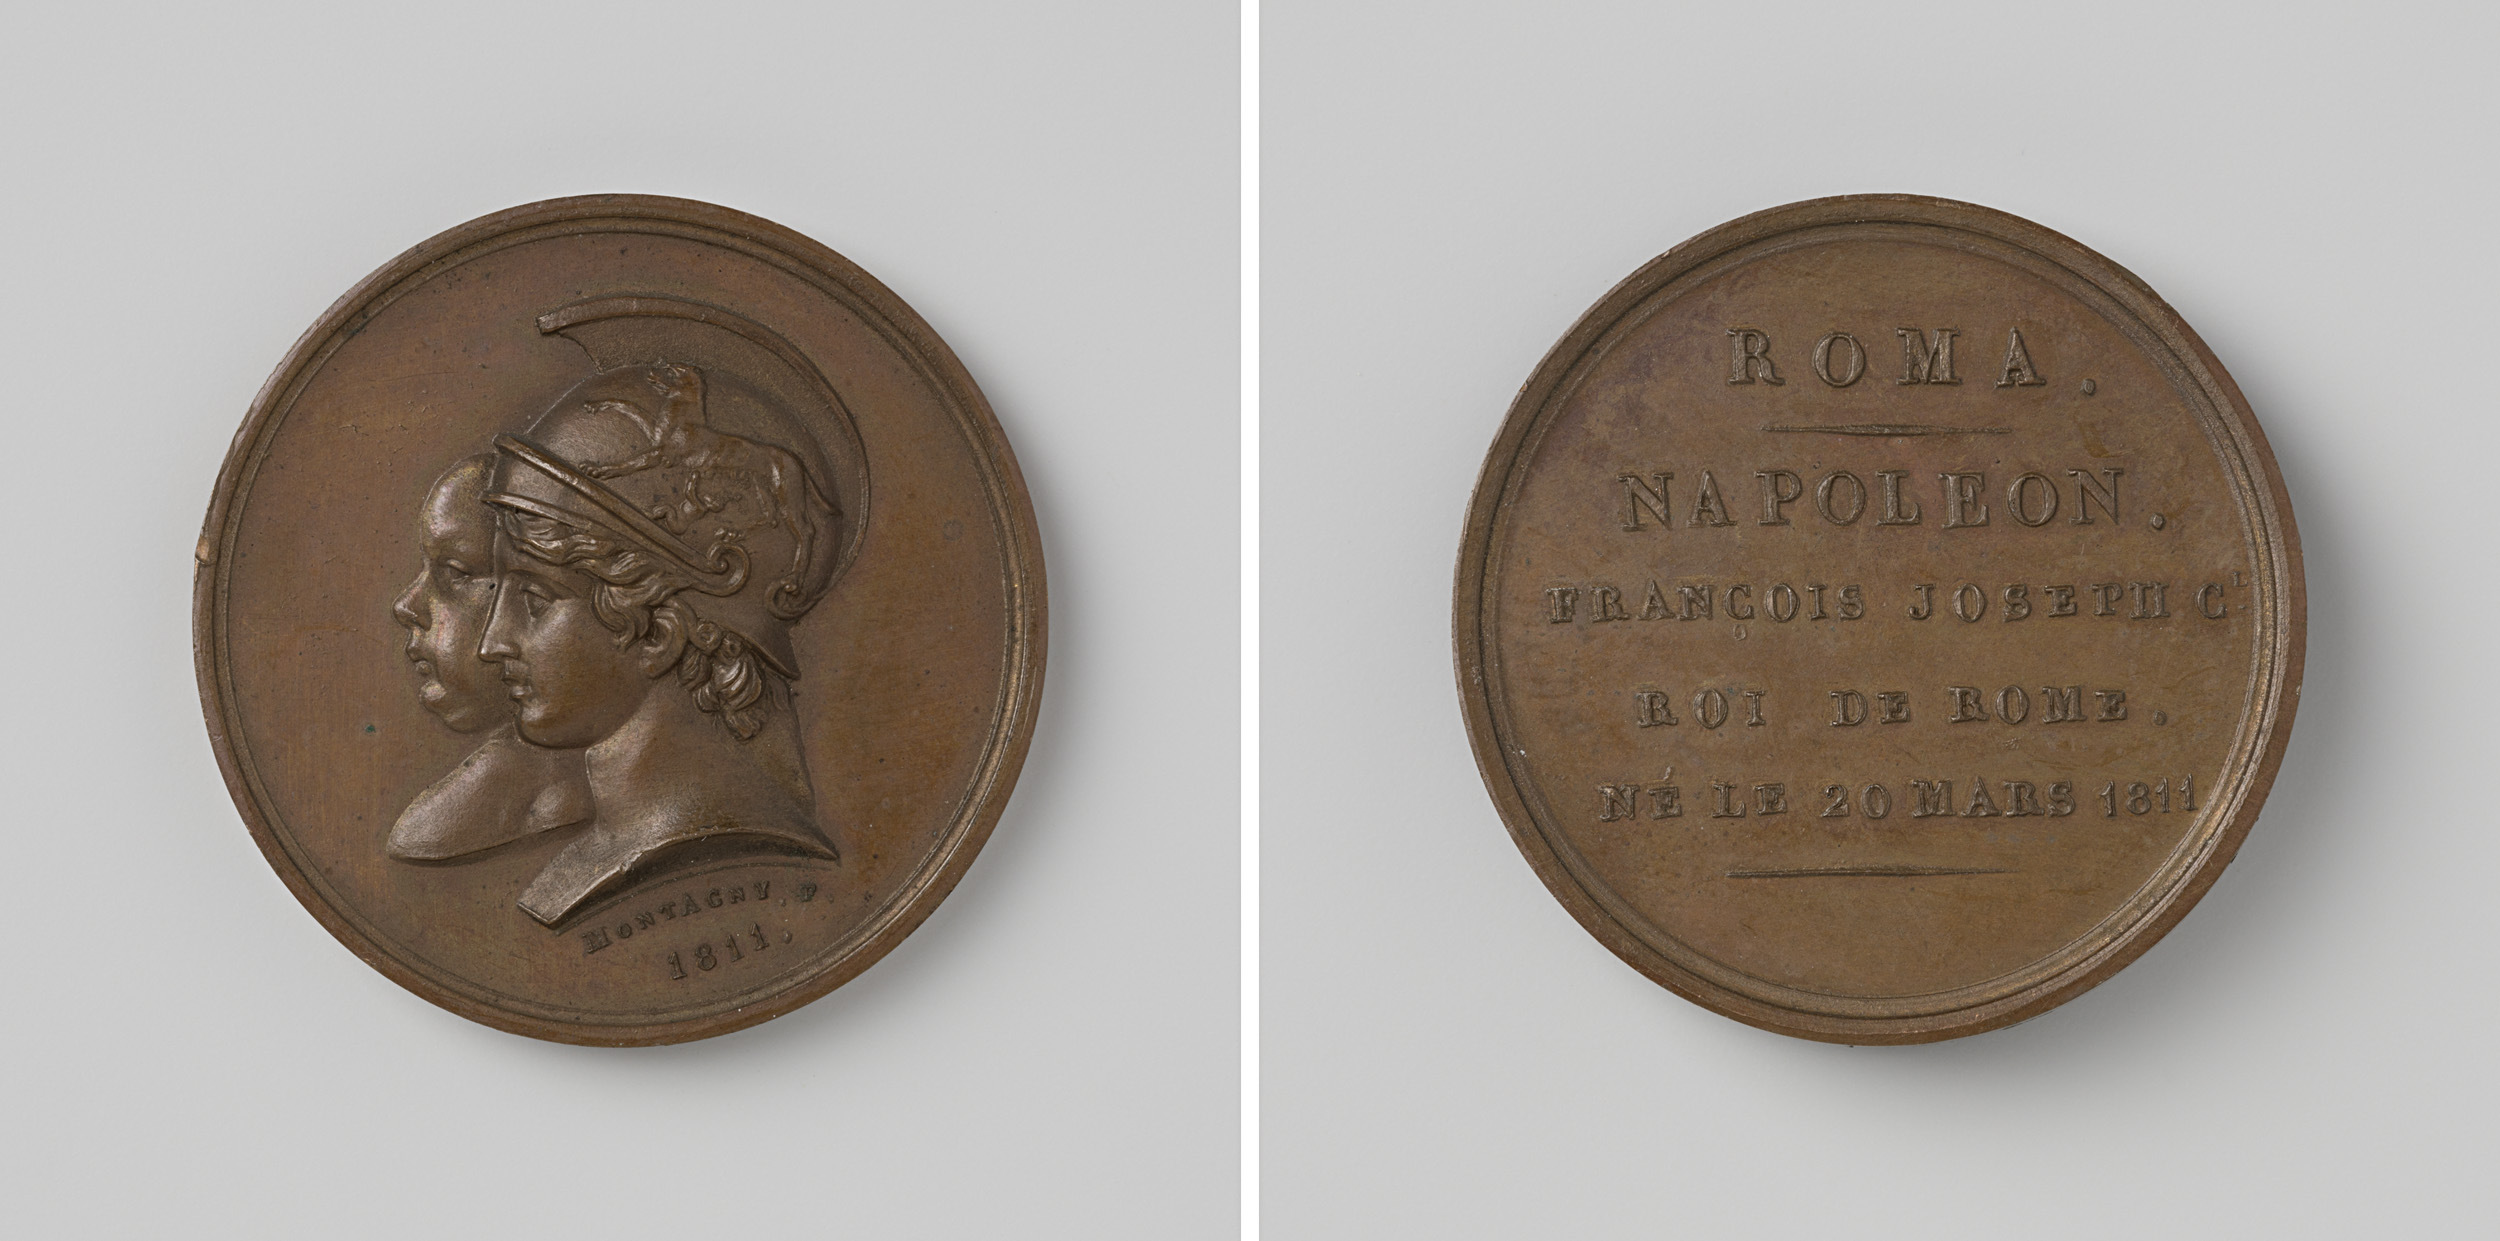 MONTAGNY. F.
1811.
ROMA.
NAPOLEON.
FRANÇOIS JOSEPH C.L
ROI DE ROME.
NÉ LE 20 MARS 1811